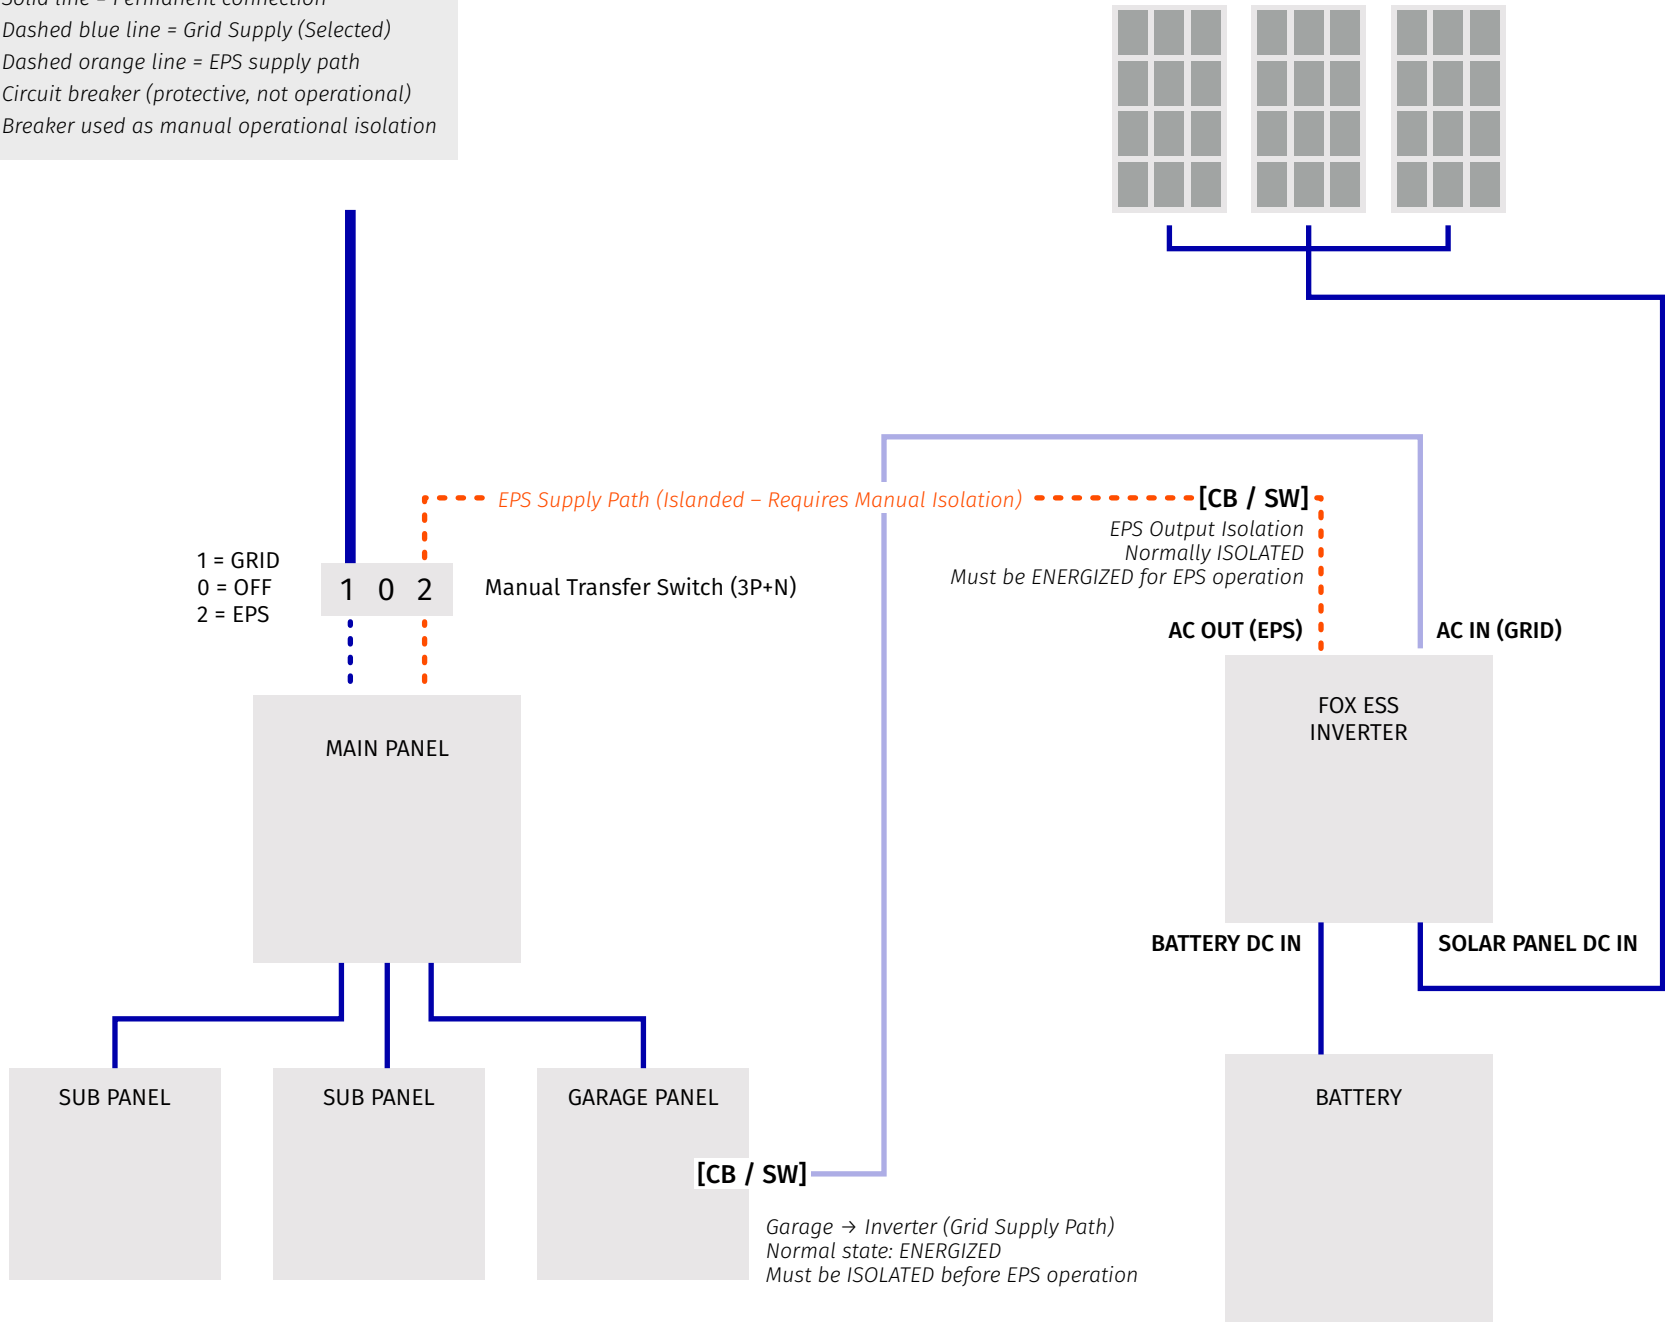 Solid line = Permanent connection
Dashed blue line = Grid Supply (Selected)
Dashed orange line = EPS supply path
Circuit breaker (protective, not operational)
Breaker used as manual operational isolation
EPS Supply Path (Islanded – Requires Manual Isolation)
[CB / SW]
EPS Output Isolation
Normally ISOLATED
Must be ENERGIZED for EPS operation
1 = GRID
0 = OFF
2 = EPS
1 0 2
Manual Transfer Switch (3P+N)
AC OUT (EPS)
AC IN (GRID)
FOX ESS
INVERTER
MAIN PANEL
BATTERY DC IN
SOLAR PANEL DC IN
SUB PANEL
SUB PANEL
GARAGE PANEL
BATTERY
[CB / SW]
Garage → Inverter (Grid Supply Path)
Normal state: ENERGIZED
Must be ISOLATED before EPS operation